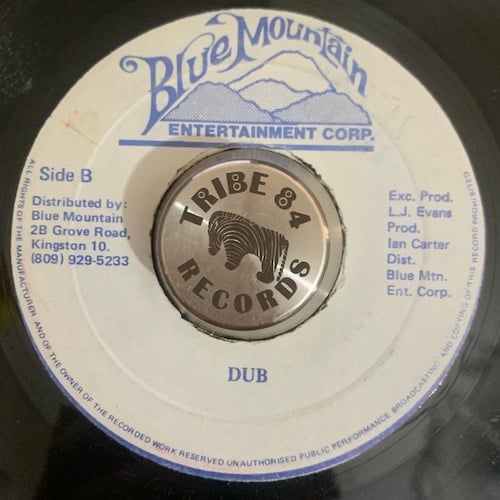 Blue Mountain
ENTERTAINMENT CORP.
Side B
Distributed by:
Blue Mountain
2B Grove Road,
Kingston 10.
(809) 929-5233
Exc. Prod.
L.J. Evans
Prod.
Ian Carter
Dist.
Blue Mtn.
Ent. Corp.
TRIBE 84
RECORDS
DUB
ALL RIGHTS OF THE MANUFACTURER AND OF THE OWNER OF THE RECORDED WORK RESERVED UNAUTHORISED PUBLIC PERFORMANCE BROADCASTING AND COPYING OF THIS RECORD PROHIBITED